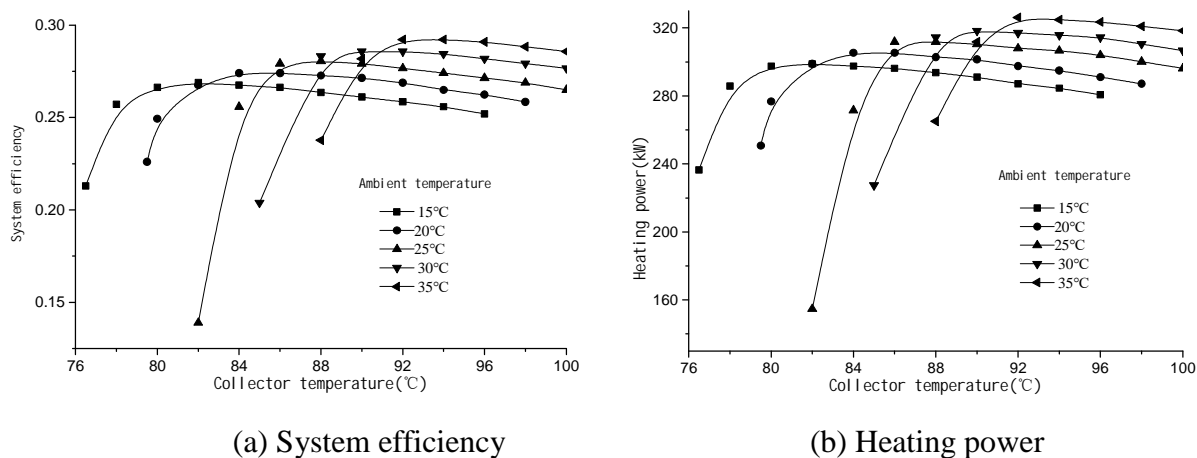 0.30
0.25
0.20
0.15
System efficiency
Ambient temperature
15℃
20℃
25℃
30℃
35℃
76 80 84 88 92 96 100
Collector temperature(℃)
(a) System efficiency
320
280
240
200
160
Heating power(kW)
Ambient temperature
15℃
20℃
25℃
30℃
35℃
76 80 84 88 92 96 100
Collector temperature(℃)
(b) Heating power